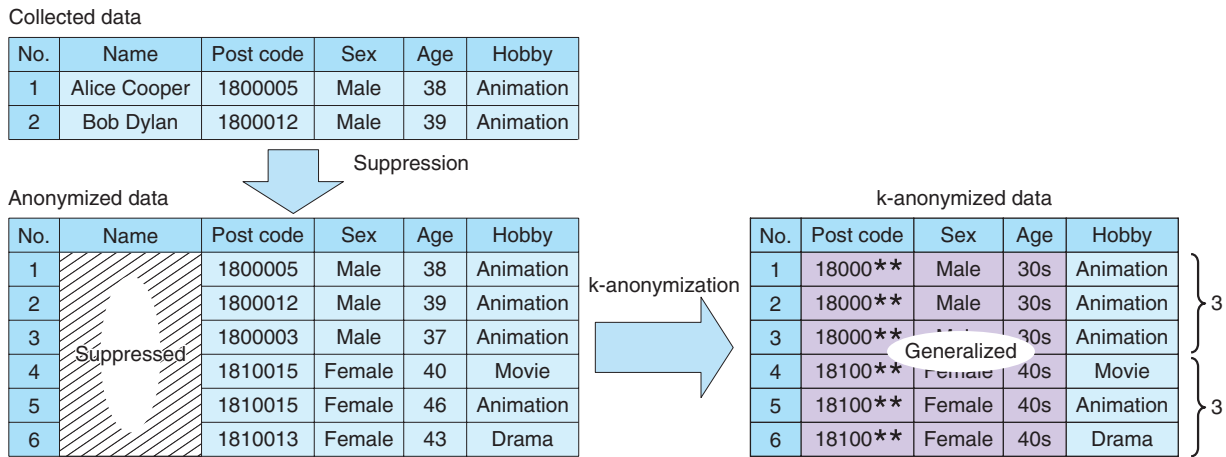 Collected data
No. Name Post code Sex Age Hobby
1 Alice Cooper 1800005 Male 38 Animation
2 Bob Dylan 1800012 Male 39 Animation
Suppression
Anonymized data
No. Name Post code Sex Age Hobby
1 1800005 Male 38 Animation
2 1800012 Male 39 Animation
3 1800003 Male 37 Animation
4 1810015 Female 40 Movie
5 1810015 Female 46 Animation
6 1810013 Female 43 Drama
Suppressed
k-anonymization
k-anonymized data
No. Post code Sex Age Hobby
1 18000** Male 30s Animation
2 18000** Male 30s Animation
3 18000** Male 30s Animation
4 18100** Female 40s Movie
5 18100** Female 40s Animation
6 18100** Female 40s Drama
Generalized
3
3